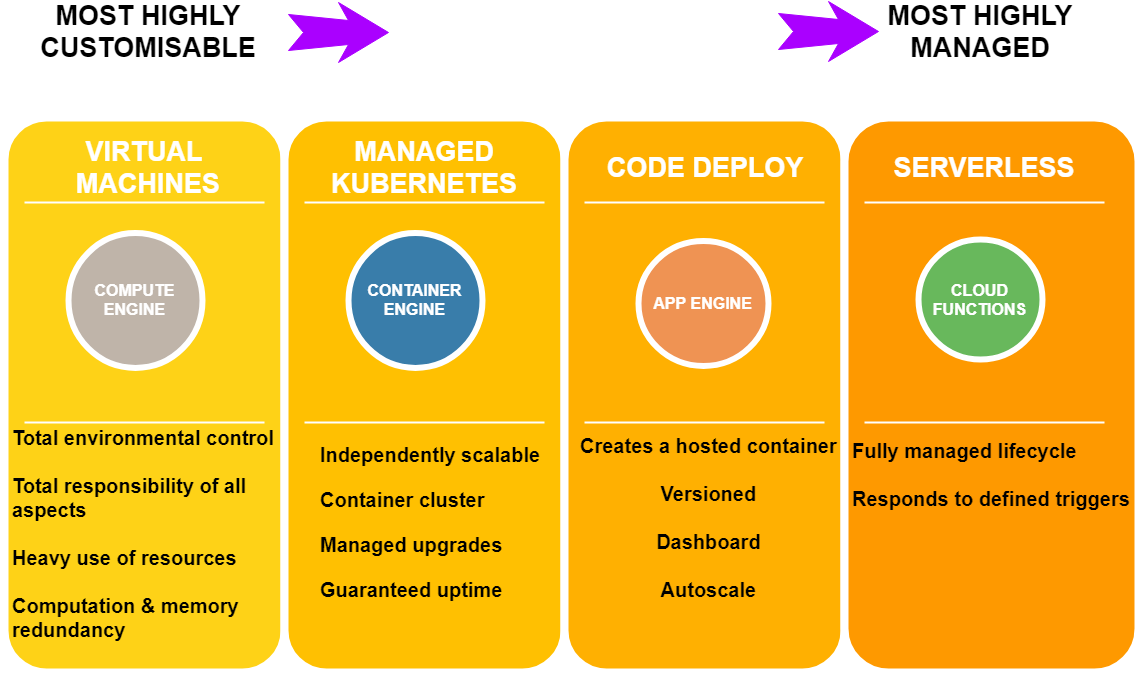 MOST HIGHLY
CUSTOMISABLE
MOST HIGHLY
MANAGED
VIRTUAL
MACHINES
COMPUTE
ENGINE
Total environmental control
Total responsibility of all
aspects
Heavy use of resources
Computation & memory
redundancy
MANAGED
KUBERNETES
CONTAINER
ENGINE
Independently scalable
Container cluster
Managed upgrades
Guaranteed uptime
CODE DEPLOY
APP ENGINE
Creates a hosted container
Versioned
Dashboard
Autoscale
SERVERLESS
CLOUD
FUNCTIONS
Fully managed lifecycle
Responds to defined triggers